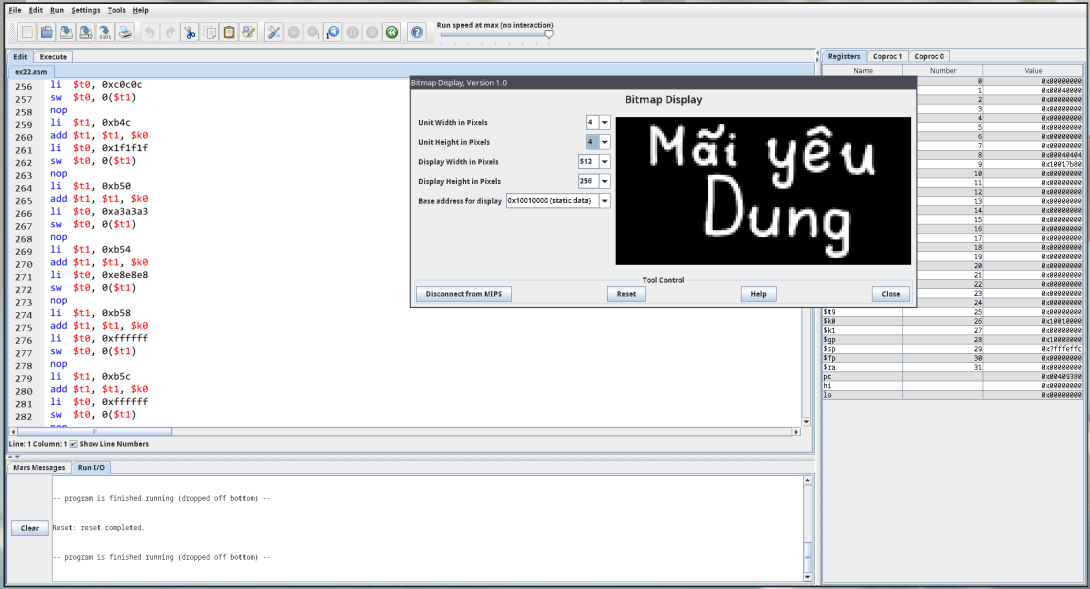 File Edit Run Settings Tools Help
Run speed at max (no interaction)
Edit Execute
ex22.asm
256 li $t0, 0xc0c0c
257 sw $t0, 0($t1)
258 nop
259 li $t1, 0xb4c
260 add $t1, $t1, $k0
261 li $t0, 0x1f1f1f
262 sw $t0, 0($t1)
263 nop
264 li $t1, 0xb50
265 add $t1, $t1, $k0
266 li $t0, 0xa3a3a3
267 sw $t0, 0($t1)
268 nop
269 li $t1, 0xb54
270 add $t1, $t1, $k0
271 li $t0, 0xe8e8e8
272 sw $t0, 0($t1)
273 nop
274 li $t1, 0xb58
275 add $t1, $t1, $k0
276 li $t0, 0xffffff
277 sw $t0, 0($t1)
278 nop
279 li $t1, 0xb5c
280 add $t1, $t1, $k0
281 li $t0, 0xffffff
282 sw $t0, 0($t1)
Line: 1 Column: 1 Show Line Numbers
Bitmap Display, Version 1.0
Bitmap Display
Unit Width in Pixels 4
Unit Height in Pixels 4
Display Width in Pixels 512
Display Height in Pixels 256
Base address for display 0x10010000 (static data)
Mãi yêu
Dung
Tool Control
Disconnect from MIPS Reset Help Close
Registers Coproc 1 Coproc 0
Name Number Value
0 0x00000000
1 0x00040000
2 0x00000000
3 0x00000000
4 0x00000000
5 0x00000000
6 0x00000000
7 0x00000000
8 0x00040404
9 0x10017b80
10 0x00000000
11 0x00000000
12 0x00000000
13 0x00000000
14 0x00000000
15 0x00000000
16 0x00000000
17 0x00000000
18 0x00000000
19 0x00000000
20 0x00000000
21 0x00000000
22 0x00000000
23 0x00000000
24 0x00000000
$t9 25 0x00000000
$k0 26 0x10010000
$k1 27 0x00000000
$gp 28 0x10008000
$sp 29 0x7fffeffc
$fp 30 0x00000000
$ra 31 0x00000000
pc 0x00409380
hi 0x00000000
lo 0x00000000
Mars Messages Run I/O
Clear
-- program is finished running (dropped off bottom) --
Reset: reset completed.
-- program is finished running (dropped off bottom) --